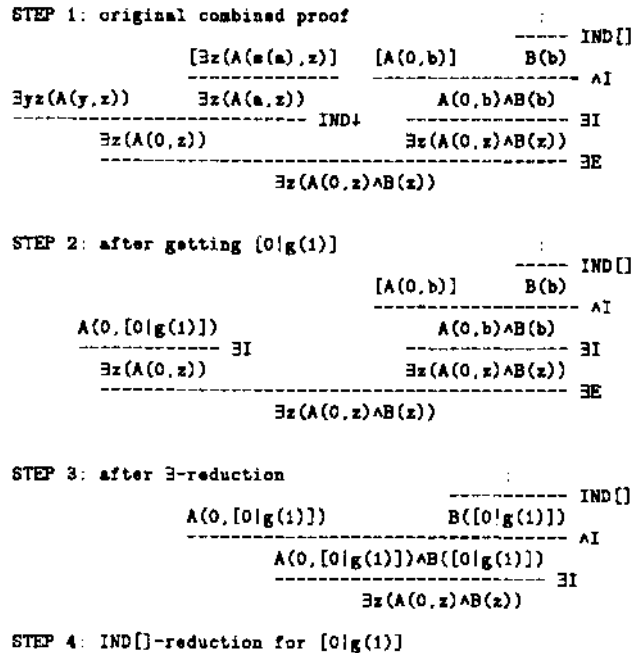 STEP 1: original combined proof
:
----- IND[]
[∃z(A(s(a),z)] [A(0,b)] B(b)
--------------- ----------------- ∧I
∃yz(A(y,z)) ∃z(A(a,z)) A(0,b)∧B(b)
------------------------------ IND↓ ------------- ∃I
∃z(A(0,z)) ∃z(A(0,z)∧B(z))
------------------------------------------------ ∃E
∃z(A(0,z)∧B(z))
STEP 2: after getting [0|g(1)]
:
----- IND[]
[A(0,b)] B(b)
----------------- ∧I
A(0,[0|g(1)]) A(0,b)∧B(b)
-------------- ∃I ------------- ∃I
∃z(A(0,z)) ∃z(A(0,z)∧B(z))
------------------------------------------------ ∃E
∃z(A(0,z)∧B(z))
STEP 3: after ∃-reduction
:
------------ IND[]
A(0,[0|g(1)]) B([0|g(1)])
-------------------------------------- ∧I
A(0,[0|g(1)])∧B([0|g(1)])
--------------------------- ∃I
∃z(A(0,z)∧B(z))
STEP 4: IND[]-reduction for [0|g(1)]